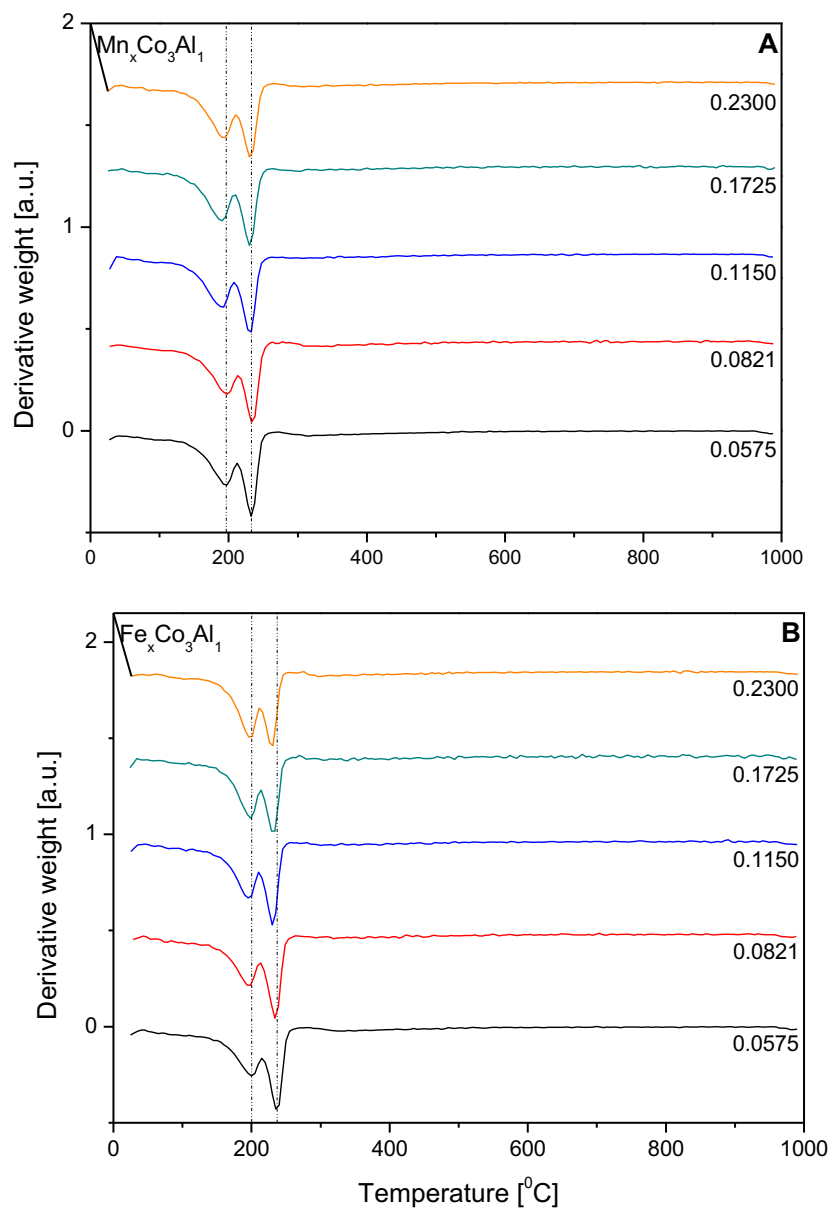 2
Mn_xCo_3Al_1
A
0.2300
0.1725
1
0.1150
0.0821
0
0.0575
Derivative weight [a.u.]
0 200 400 600 800 1000
2
Fe_xCo_3Al_1
B
0.2300
0.1725
1
0.1150
0.0821
0
0.0575
Derivative weight [a.u.]
0 200 400 600 800 1000
Temperature [^0C]